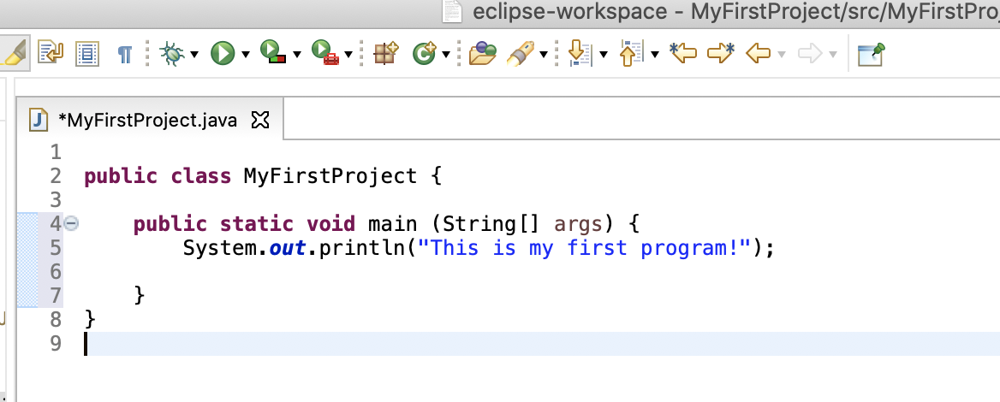 eclipse-workspace - MyFirstProject/src/MyFirstPro
*MyFirstProject.java
1
2 public class MyFirstProject {
3
4 public static void main (String[] args) {
5 System.out.println("This is my first program!");
6
7 }
8 }
9